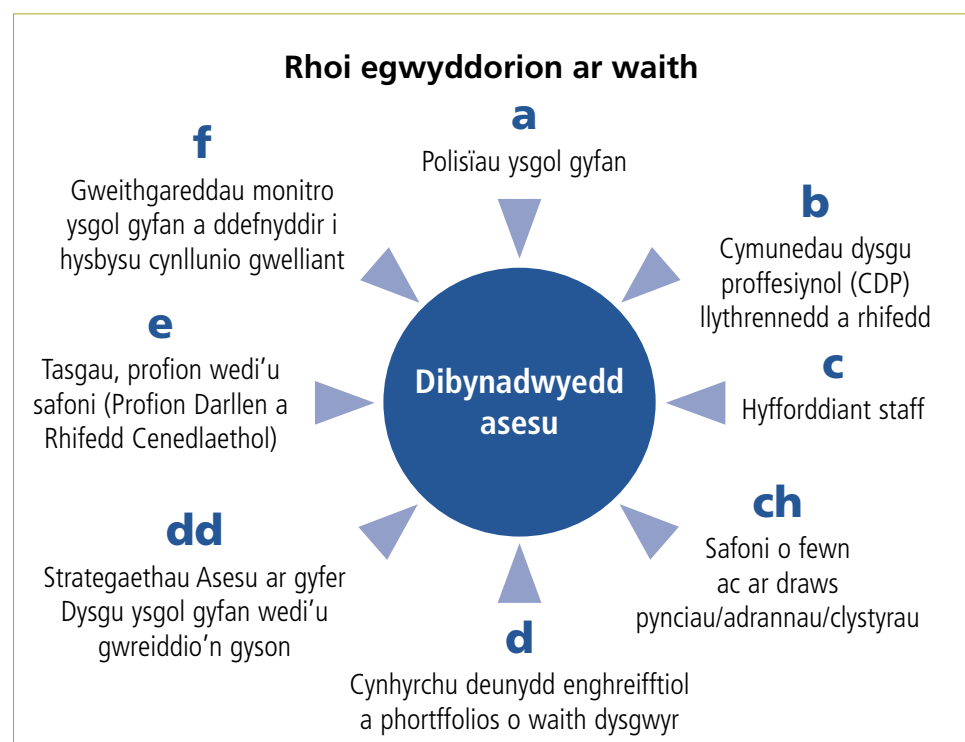 Rhoi egwyddorion ar waith
a
Polisïau ysgol gyfan
b
Cymunedau dysgu
proffesiynol (CDP)
llythrennedd a rhifedd
c
Hyfforddiant staff
ch
Safoni o fewn
ac ar draws
pynciau/adrannau/clystyrau
d
Cynhyrchu deunydd enghreifftiol
a phortffolios o waith dysgwyr
dd
Strategaethau Asesu ar gyfer
Dysgu ysgol gyfan wedi’u
gwreiddio’n gyson
e
Tasgau, profion wedi’u
safoni (Profion Darllen a
Rhifedd Cenedlaethol)
f
Gweithgareddau monitro
ysgol gyfan a ddefnyddir i
hysbysu cynllunio gwelliant
Dibynadwyedd
asesu